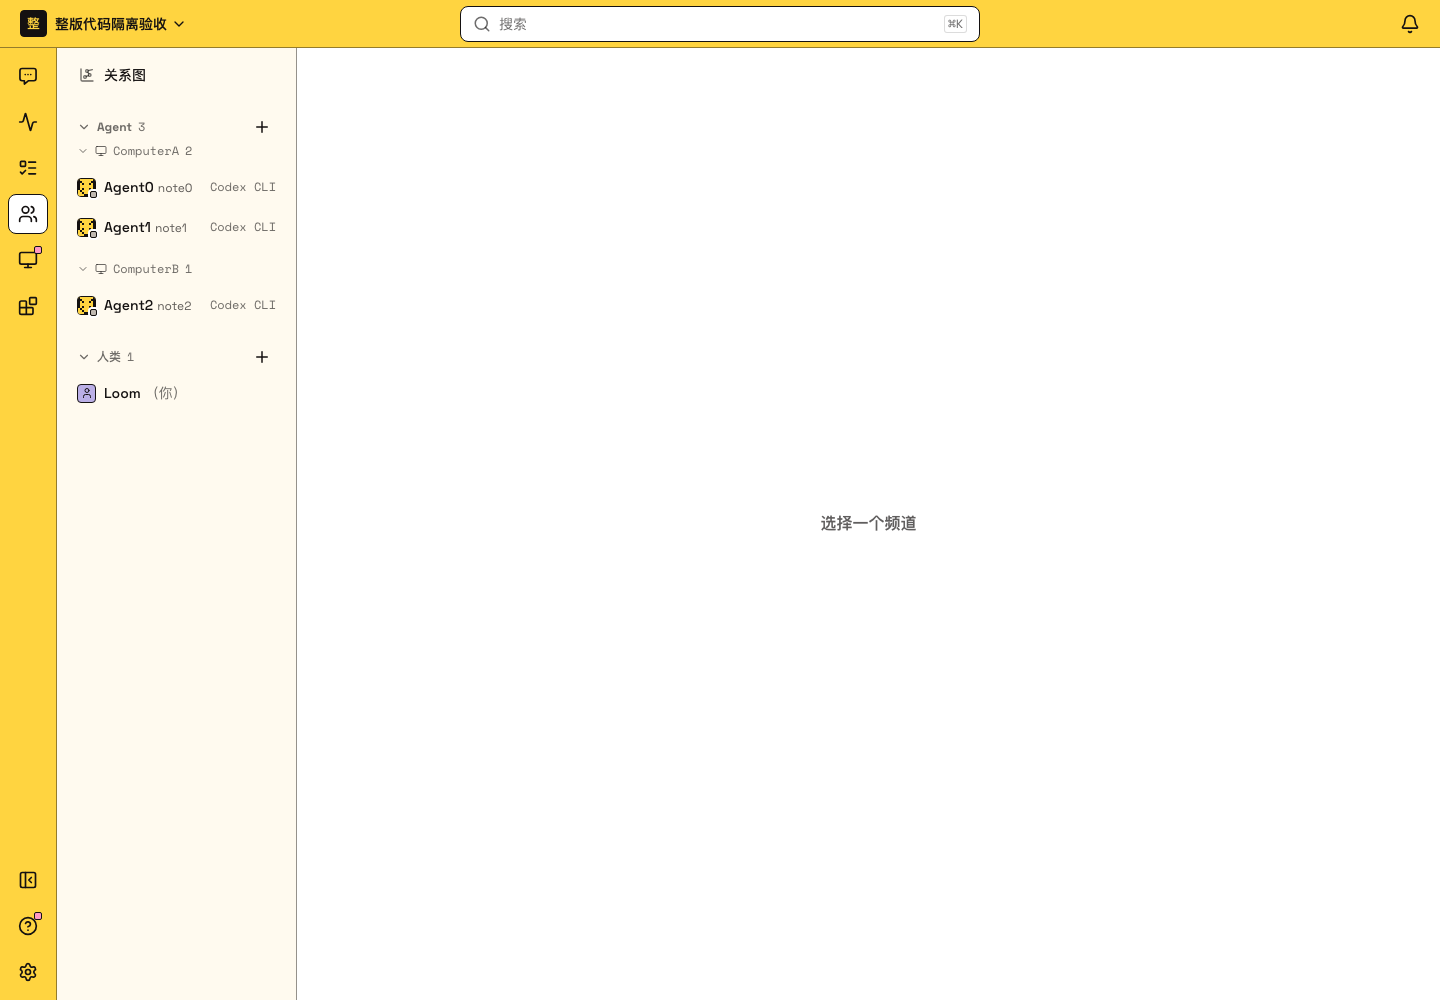 整 整版代码隔离验收
搜索 ⌘K
关系图
Agent 3
ComputerA 2
Agent0 note0 Codex CLI
Agent1 note1 Codex CLI
ComputerB 1
Agent2 note2 Codex CLI
人类 1
Loom （你）
选择一个频道